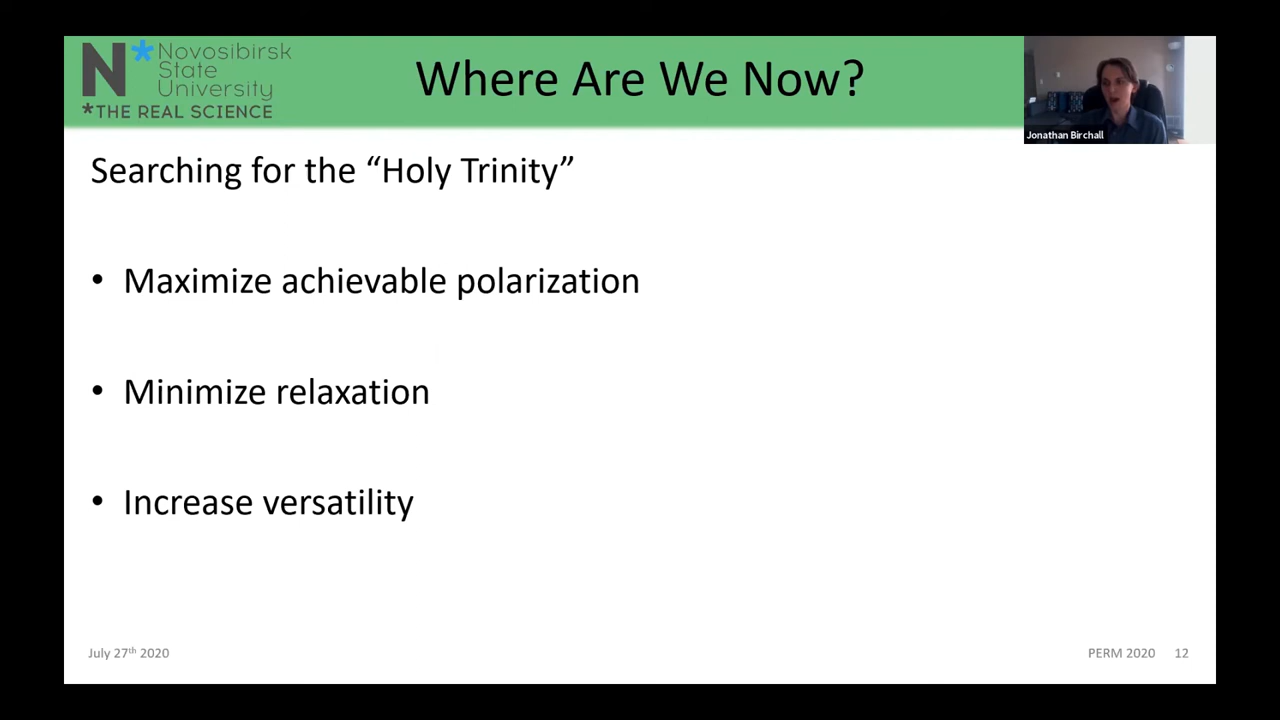 N*
Novosibirsk
State
University
*THE REAL SCIENCE
Where Are We Now?
Jonathan Birchall
Searching for the “Holy Trinity”
• Maximize achievable polarization
• Minimize relaxation
• Increase versatility
July 27th 2020
PERM 2020 12